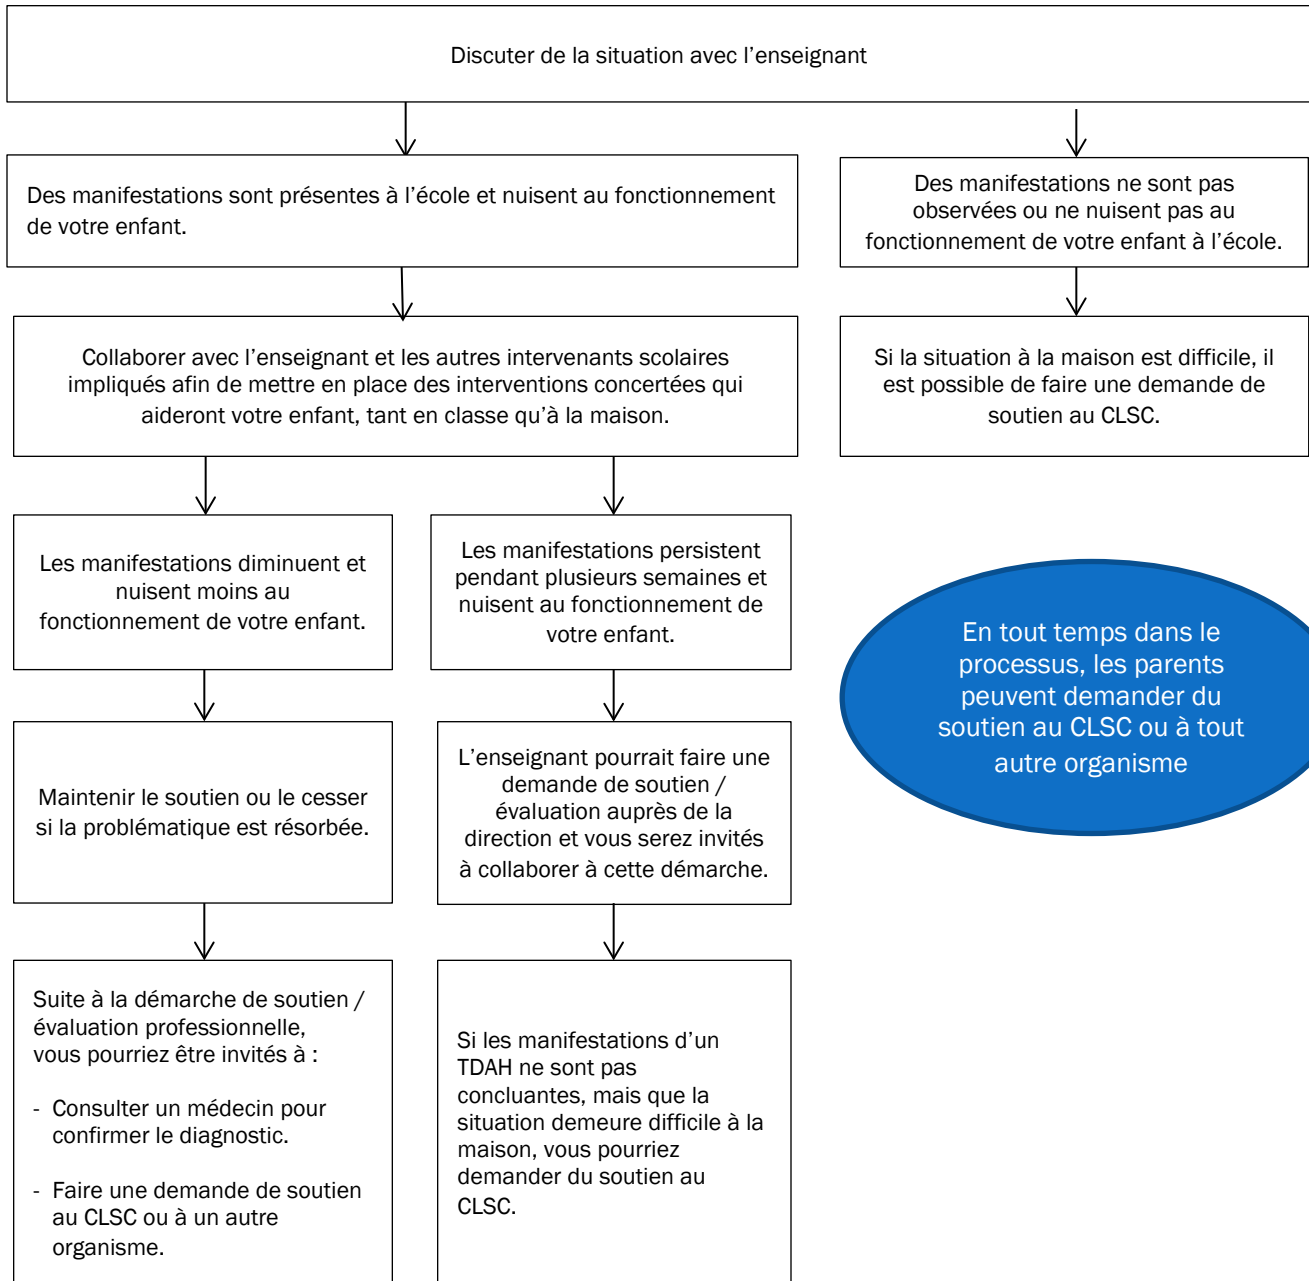 Discuter de la situation avec l’enseignant
Des manifestations sont présentes à l’école et nuisent au fonctionnement
de votre enfant.
Des manifestations ne sont pas
observées ou ne nuisent pas au
fonctionnement de votre enfant à l’école.
Collaborer avec l’enseignant et les autres intervenants scolaires
impliqués afin de mettre en place des interventions concertées qui
aideront votre enfant, tant en classe qu’à la maison.
Si la situation à la maison est difficile, il
est possible de faire une demande de
soutien au CLSC.
Les manifestations diminuent et
nuisent moins au
fonctionnement de votre enfant.
Les manifestations persistent
pendant plusieurs semaines et
nuisent au fonctionnement de
votre enfant.
En tout temps dans le
processus, les parents
peuvent demander du
soutien au CLSC ou à tout
autre organisme
Maintenir le soutien ou le cesser
si la problématique est résorbée.
L’enseignant pourrait faire une
demande de soutien /
évaluation auprès de la
direction et vous serez invités
à collaborer à cette démarche.
Suite à la démarche de soutien /
évaluation professionnelle,
vous pourriez être invités à :
- Consulter un médecin pour
confirmer le diagnostic.
- Faire une demande de soutien
au CLSC ou à un autre
organisme.
Si les manifestations d’un
TDAH ne sont pas
concluantes, mais que la
situation demeure difficile à la
maison, vous pourriez
demander du soutien au
CLSC.